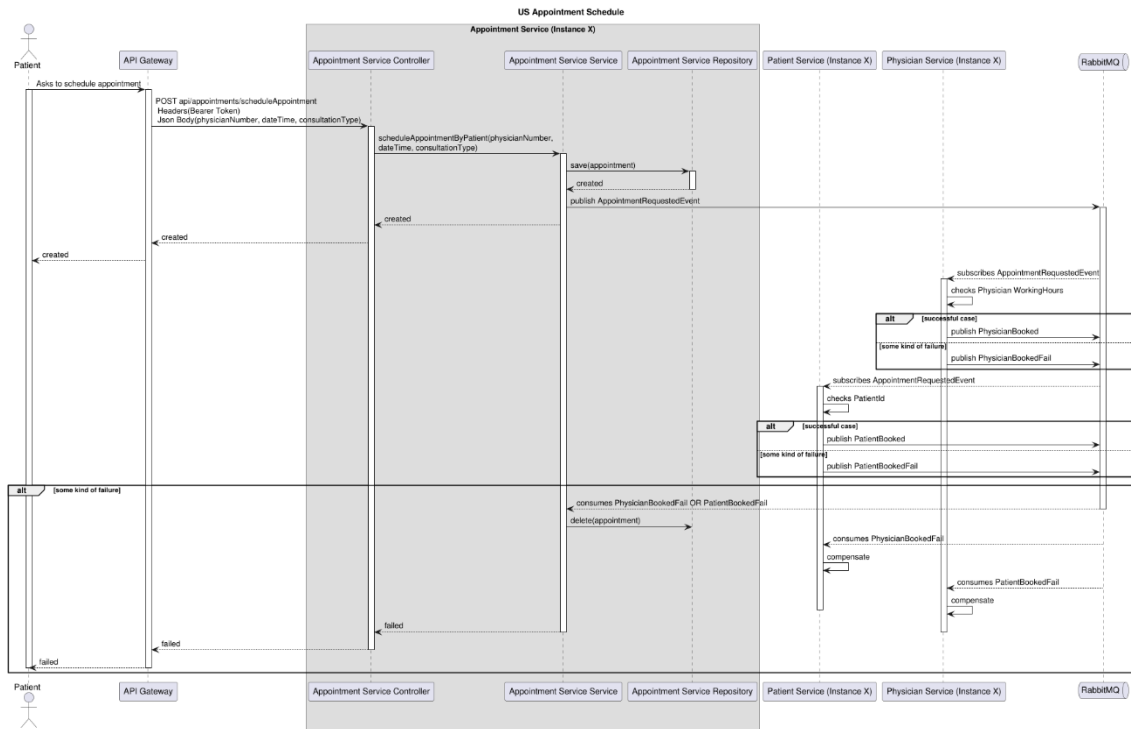 US Appointment Schedule
Appointment Service (Instance X)
Patient
API Gateway
Appointment Service Controller
Appointment Service Service
Appointment Service Repository
Patient Service (Instance X)
Physician Service (Instance X)
RabbitMQ
Asks to schedule appointment
POST api/appointments/scheduleAppointment
Headers(Bearer Token)
Json Body(physicianNumber, dateTime, consultationType)
scheduleAppointmentByPatient(physicianNumber,
dateTime, consultationType)
save(appointment)
created
publish AppointmentRequestedEvent
created
created
created
subscribes AppointmentRequestedEvent
checks Physician WorkingHours
alt [successful case]
publish PhysicianBooked
[some kind of failure]
publish PhysicianBookedFail
subscribes AppointmentRequestedEvent
checks PatientId
alt [successful case]
publish PatientBooked
[some kind of failure]
publish PatientBookedFail
alt [some kind of failure]
consumes PhysicianBookedFail OR PatientBookedFail
delete(appointment)
consumes PhysicianBookedFail
compensate
consumes PatientBookedFail
compensate
failed
failed
failed
Patient
API Gateway
Appointment Service Controller
Appointment Service Service
Appointment Service Repository
Patient Service (Instance X)
Physician Service (Instance X)
RabbitMQ